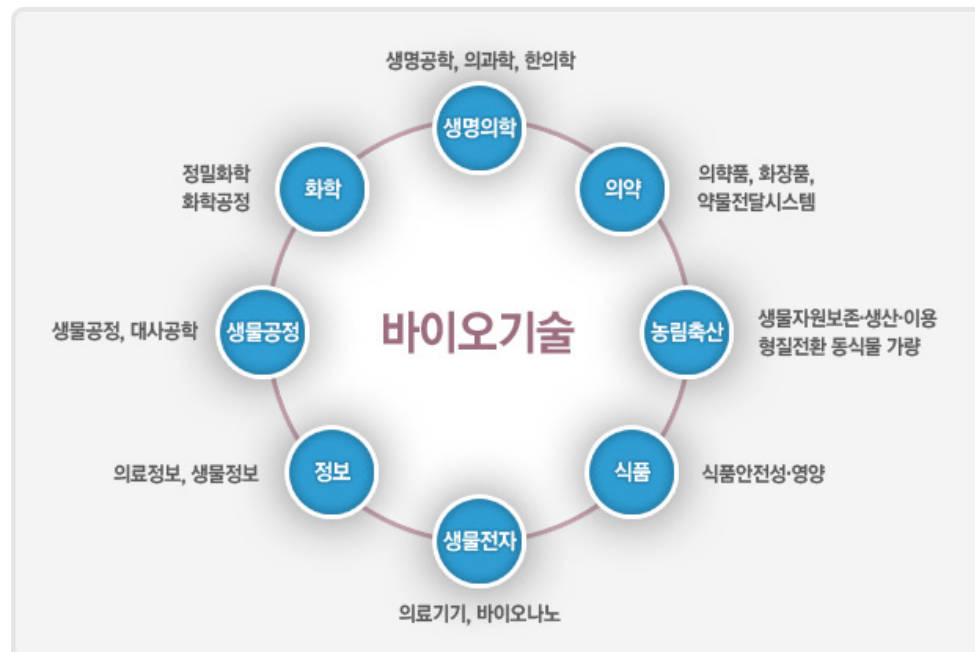 생명공학, 의과학, 한의학
생명의학
정밀화학
화학공정
화학
의약
의햑품, 화장품,
약물전달시스템
생물공정, 대사공학
생물공정
바이오기술
농림축산
생물자원보존·생산·이용
형질전환 동식물 가량
의료정보, 생물정보
정보
식품
식품안전성·영양
생물전자
의료기기, 바이오나노